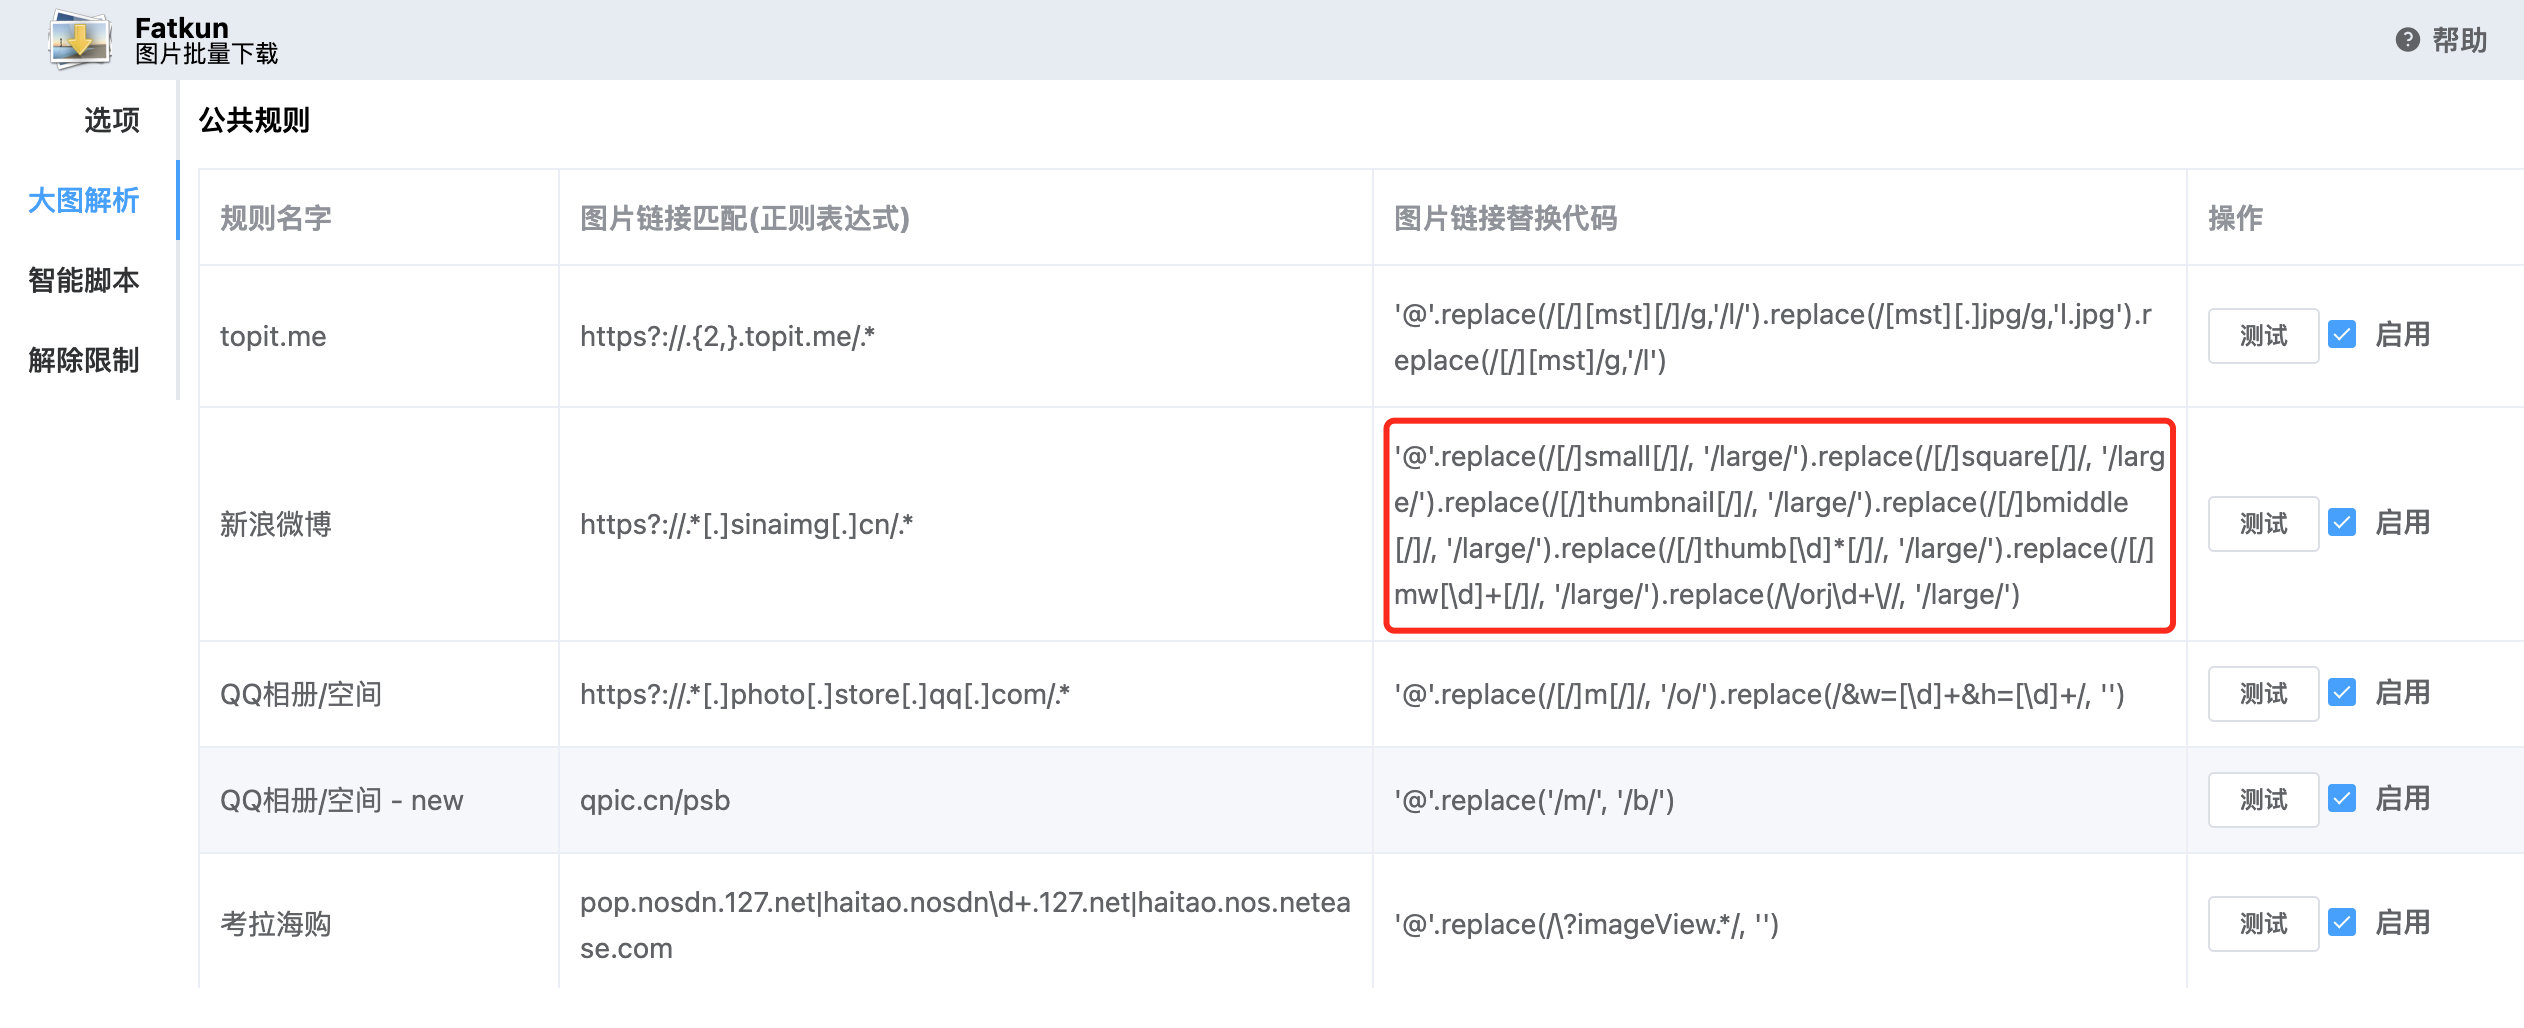 Fatkun
图片批量下载
帮助
选项
大图解析
智能脚本
解除限制
公共规则
规则名字
图片链接匹配(正则表达式)
图片链接替换代码
操作
topit.me
https?://.{2,}.topit.me/.*
'@'.replace(/[/][mst][/]/g,'/l/').replace(/[mst][.]jpg/g,'l.jpg').r
eplace(/[/][mst]/g,'/l')
测试
启用
新浪微博
https?://.*[.]sinaimg[.]cn/.*
'@'.replace(/[/]small[/]/, '/large/').replace(/[/]square[/]/, '/larg
e/').replace(/[/]thumbnail[/]/, '/large/').replace(/[/]bmiddle
[/]/, '/large/').replace(/[/]thumb[\d]*[/]/, '/large/').replace(/[/]
mw[\d]+[/]/, '/large/').replace(/\/orj\d+\//, '/large/')
测试
启用
QQ相册/空间
https?://.*[.]photo[.]store[.]qq[.]com/.*
'@'.replace(/[/]m[/]/, '/o/').replace(/&w=[\d]+&h=[\d]+/, '')
测试
启用
QQ相册/空间 - new
qpic.cn/psb
'@'.replace('/m/', '/b/')
测试
启用
考拉海购
pop.nosdn.127.net|haitao.nosdn\d+.127.net|haitao.nos.netea
se.com
'@'.replace(/\?imageView.*/, '')
测试
启用